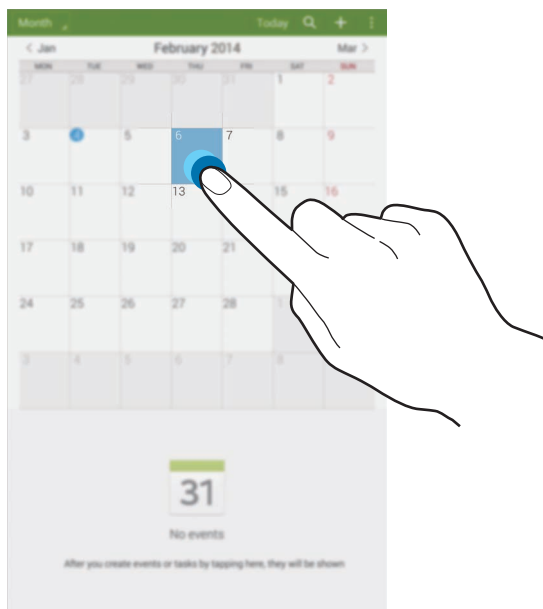 Month Today
< Jan February 2014 Mar >
MON TUE WED THU FRI SAT SUN
27 28 29 30 31 1 2
3 4 5 6 7 8 9
10 11 12 13 15 16
17 18 19 20 21
24 25 26 27 28 1
3 4 5 6 7 8
31
No events
After you create events or tasks by tapping here, they will be shown